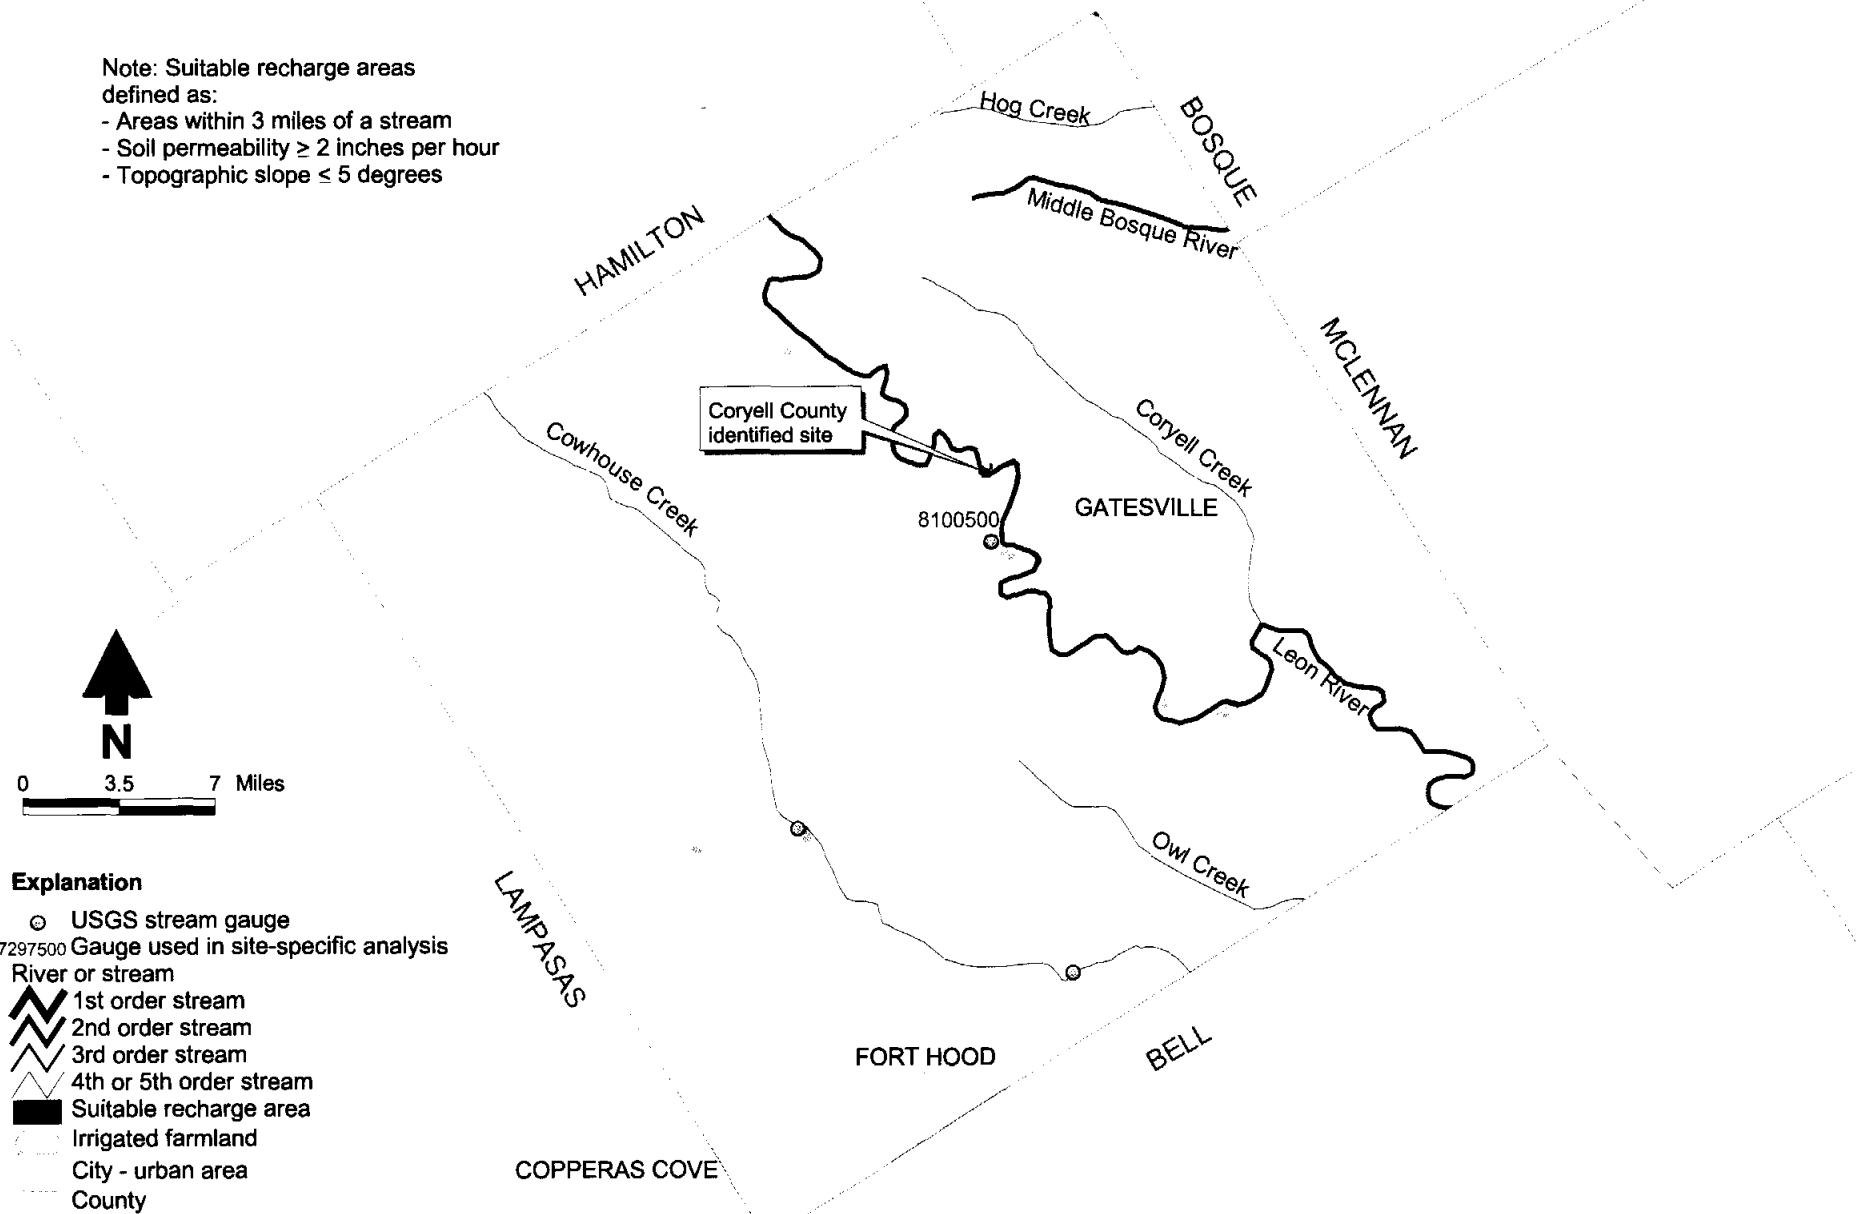 Note: Suitable recharge areas
defined as:
- Areas within 3 miles of a stream
- Soil permeability ≥ 2 inches per hour
- Topographic slope ≤ 5 degrees
Hog Creek
BOSQUE
Middle Bosque River
HAMILTON
MCLENNAN
Coryell County
identified site
Coryell Creek
Cowhouse Creek
GATESVILLE
8100500
Leon River
N
0 3.5 7 Miles
Owl Creek
LAMPASAS
BELL
FORT HOOD
COPPERAS COVE
Explanation
USGS stream gauge
7297500 Gauge used in site-specific analysis
River or stream
1st order stream
2nd order stream
3rd order stream
4th or 5th order stream
Suitable recharge area
Irrigated farmland
City - urban area
County